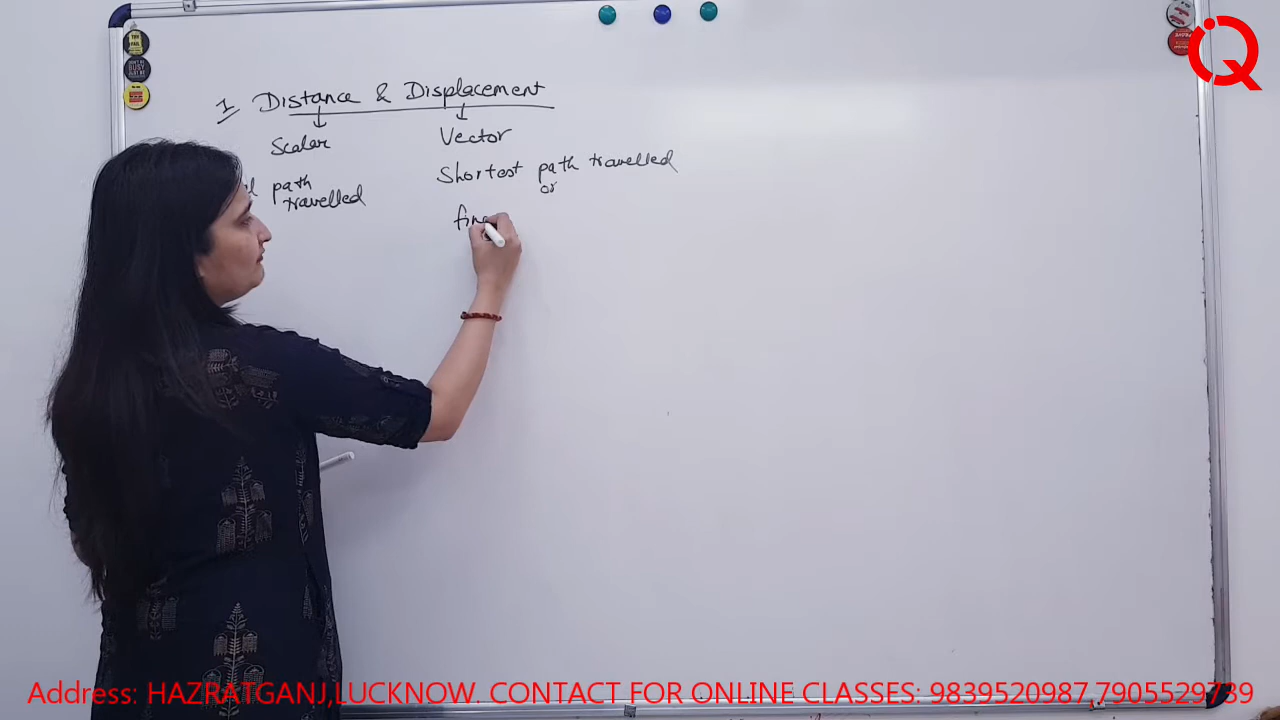 1 Distance & Displacement
Scalar Vector
path travelled
Shortest path travelled
or
Address: HAZRATGANJ,LUCKNOW. CONTACT FOR ONLINE CLASSES: 9839520987,7905529739